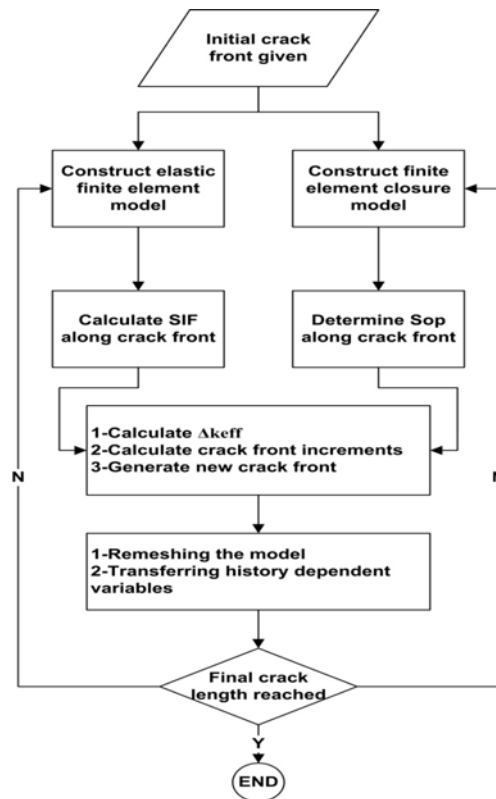 Initial crack
front given
Construct elastic
finite element
model
Construct finite
element closure
model
Calculate SIF
along crack front
Determine Sop
along crack front
1-Calculate Δkeff
2-Calculate crack front increments
3-Generate new crack front
N
1-Remeshing the model
2-Transferring history dependent
variables
Final crack
length reached
Y
END